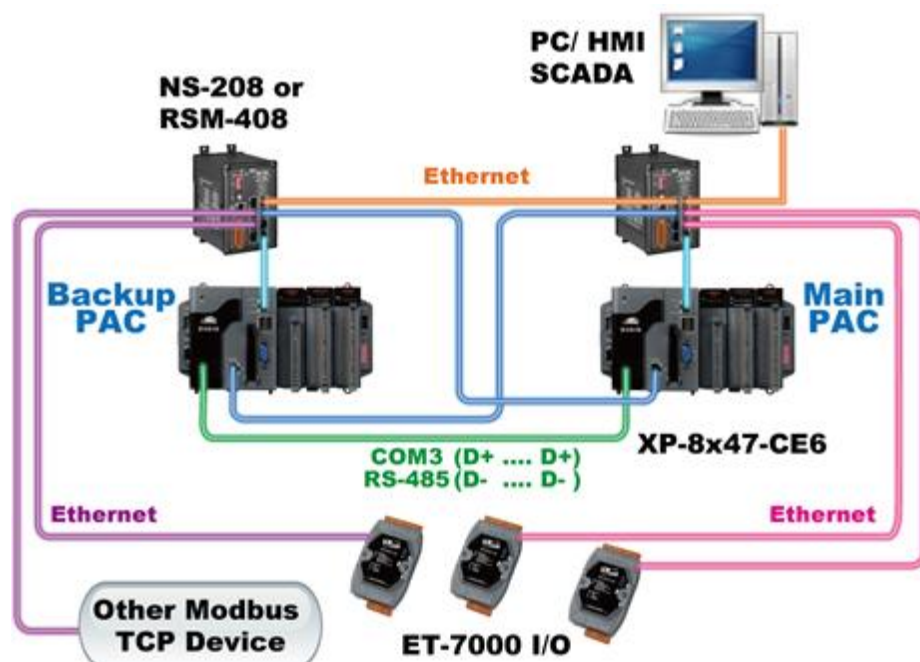 PC/ HMI
SCADA
NS-208 or
RSM-408
Ethernet
Backup
PAC
Main
PAC
XP-8x47-CE6
COM3 (D+ .... D+)
RS-485(D- .... D- )
Ethernet
Ethernet
Other Modbus
TCP Device
ET-7000 I/O